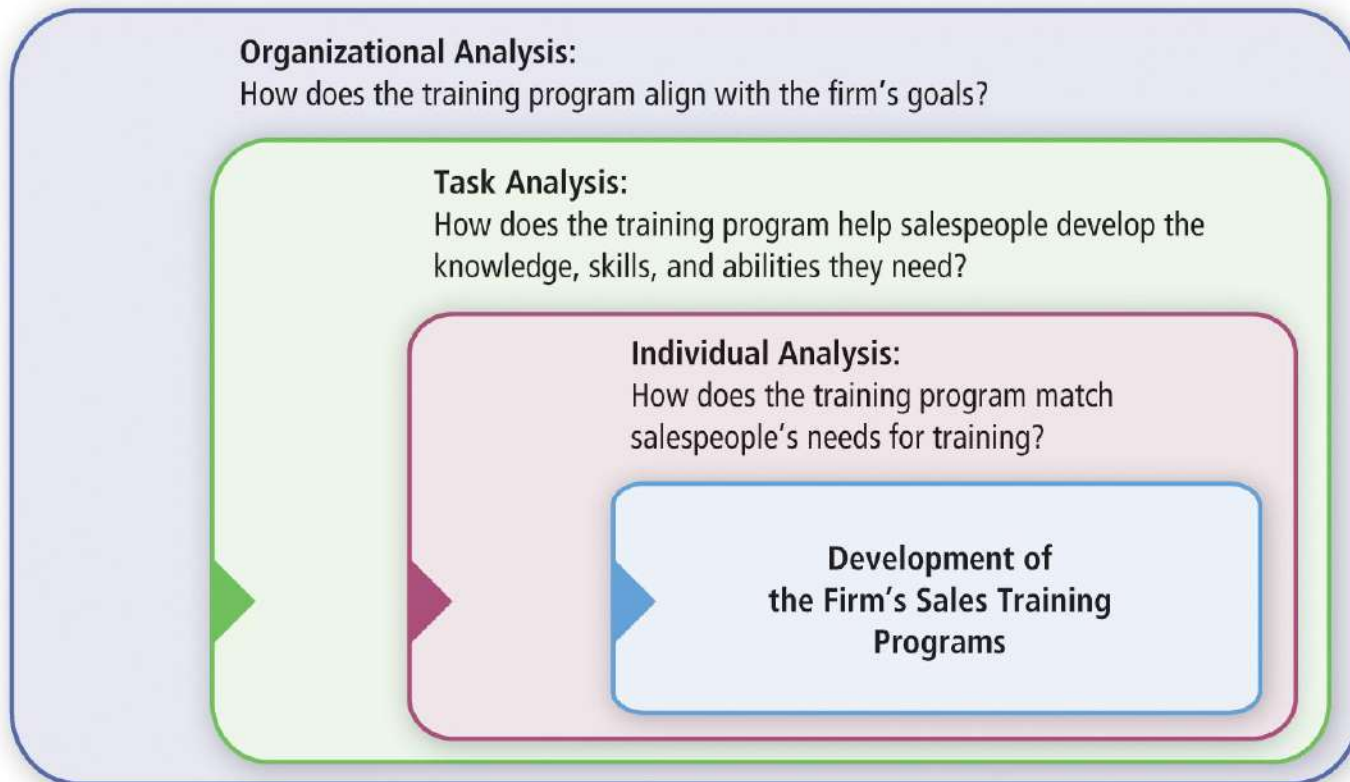 Organizational Analysis:
How does the training program align with the firm’s goals?
Task Analysis:
How does the training program help salespeople develop the
knowledge, skills, and abilities they need?
Individual Analysis:
How does the training program match
salespeople’s needs for training?
Development of
the Firm’s Sales Training
Programs